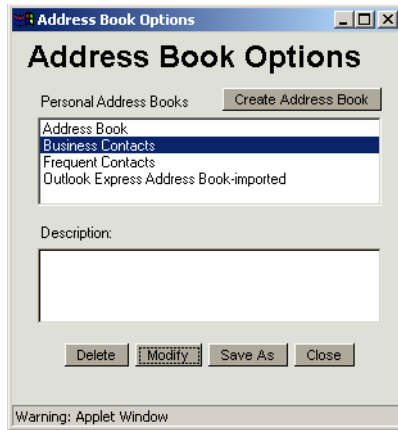 Address Book Options
Address Book Options
Personal Address Books Create Address Book
Address Book
Business Contacts
Frequent Contacts
Outlook Express Address Book-imported
Description:
Delete Modify Save As Close
Warning: Applet Window